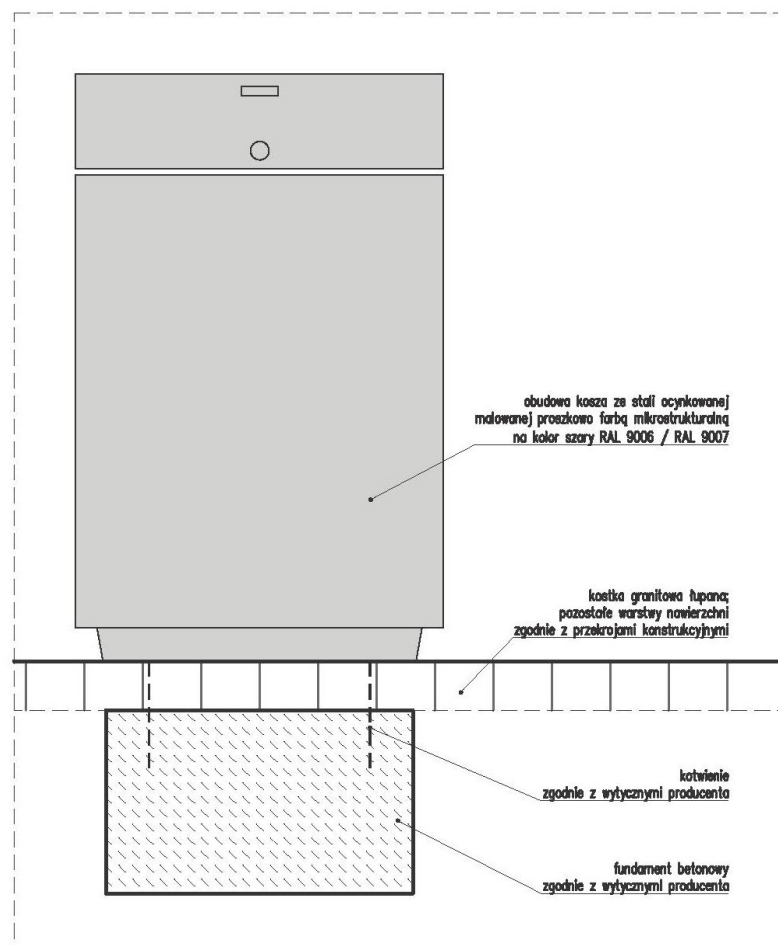 obudowa kosza ze stali ocynkowanej
malowanej proszkowo farbą mikrostrukturalną
na kolor szary RAL 9006 / RAL 9007
kostka granitowa łupana;
pozostałe warstwy nawierzchni
zgodnie z przekrojami konstrukcyjnymi
kotwienie
zgodnie z wytycznymi producenta
fundament betonowy
zgodnie z wytycznymi producenta